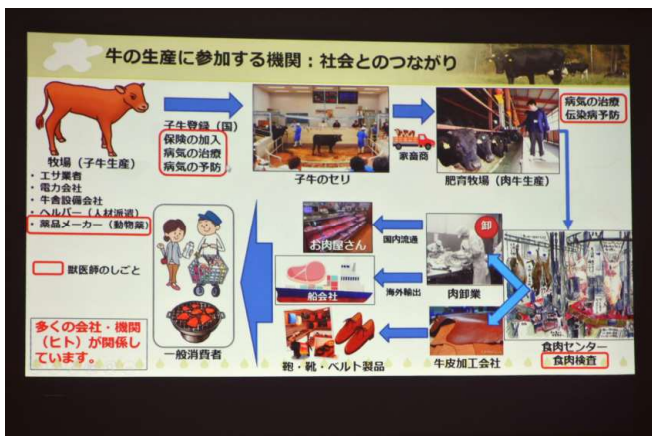 牛の生産に参加する機関：社会とのつながり
牧場（子牛生産）
・ エサ業者
・ 電力会社
・ 牛舎設備会社
・ ヘルパー（人材派遣）
・ 薬品メーカー（動物薬）
獣医師のしごと
多くの会社・機関
（ヒト）が関係し
ています。
子牛登録（国）
保険の加入
病気の治療
病気の予防
子牛のセリ
家畜商
肥育牧場（肉牛生産）
病気の治療
伝染病予防
お肉屋さん
国内流通
卸
肉卸業
船会社
海外輸出
食肉センター
食肉検査
牛皮加工会社
鞄・靴・ベルト製品
一般消費者